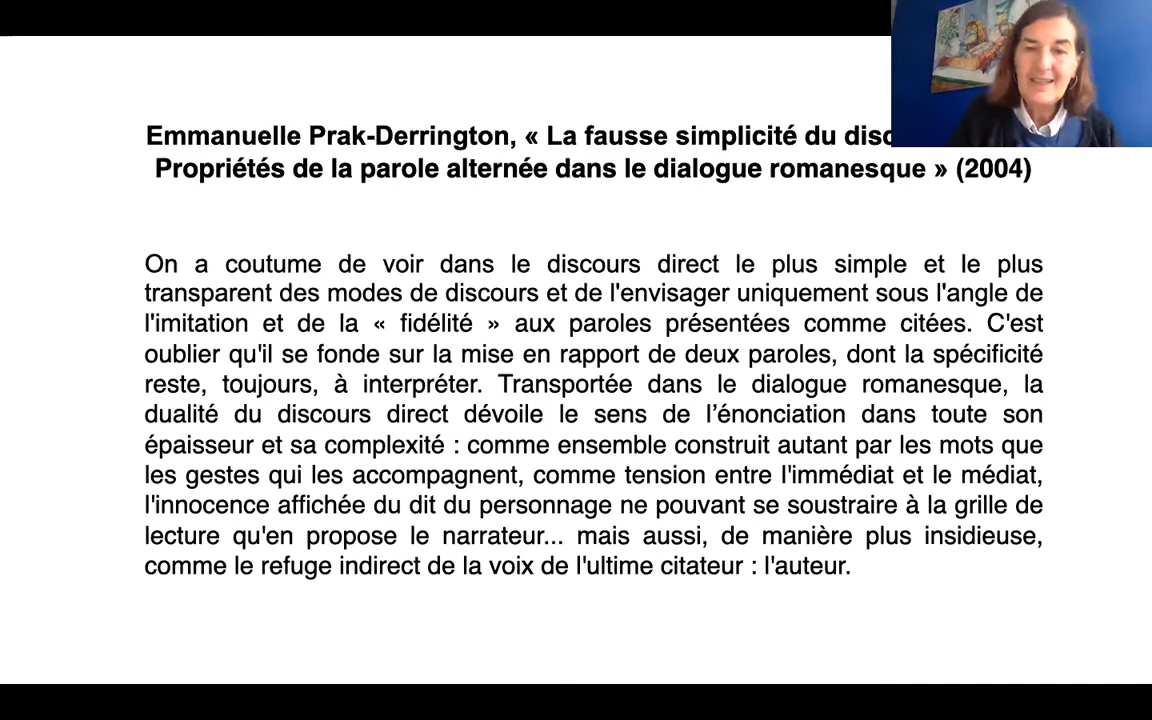 Emmanuelle Prak-Derrington, « La fausse simplicité du
Propriétés de la parole alternée dans le dialogue romanesque » (2004)
On a coutume de voir dans le discours direct le plus simple et le plus
transparent des modes de discours et de l'envisager uniquement sous l'angle de
l'imitation et de la « fidélité » aux paroles présentées comme citées. C'est
oublier qu'il se fonde sur la mise en rapport de deux paroles, dont la spécificité
reste, toujours, à interpréter. Transportée dans le dialogue romanesque, la
dualité du discours direct dévoile le sens de l’énonciation dans toute son
épaisseur et sa complexité : comme ensemble construit autant par les mots que
les gestes qui les accompagnent, comme tension entre l'immédiat et le médiat,
l'innocence affichée du dit du personnage ne pouvant se soustraire à la grille de
lecture qu'en propose le narrateur... mais aussi, de manière plus insidieuse,
comme le refuge indirect de la voix de l'ultime citateur : l'auteur.